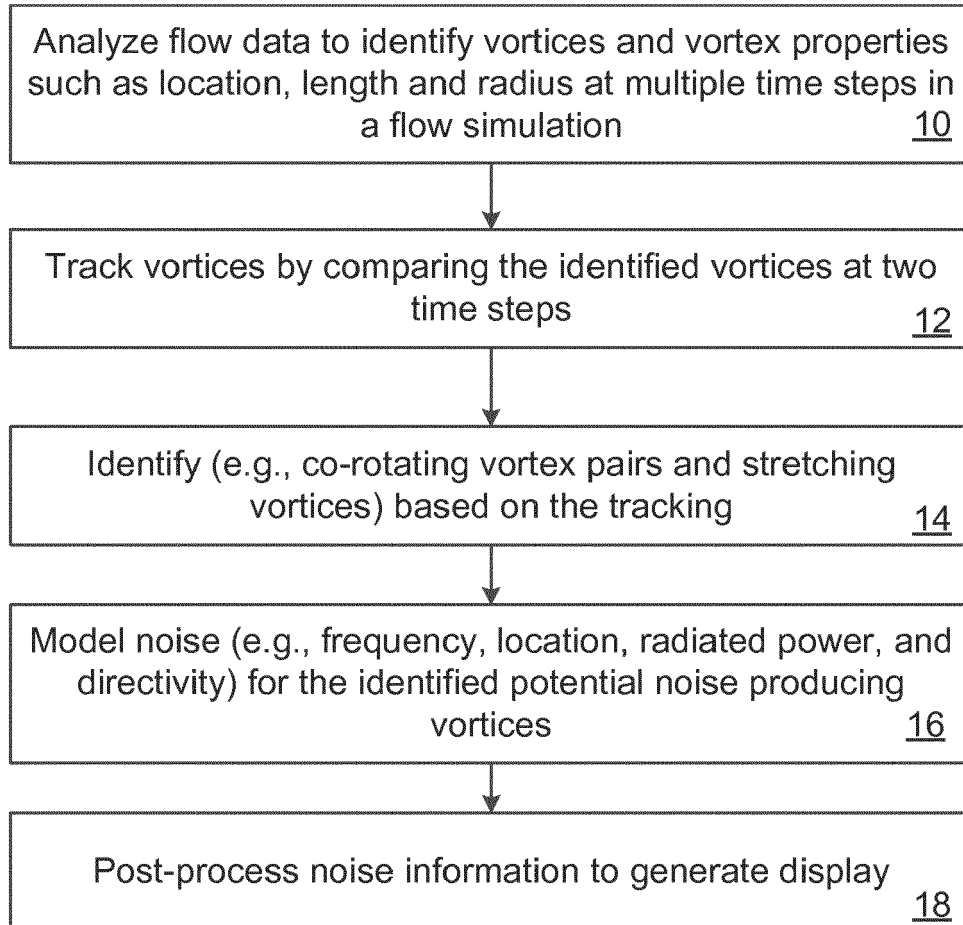 Analyze flow data to identify vortices and vortex properties
such as location, length and radius at multiple time steps in
a flow simulation
10
Track vortices by comparing the identified vortices at two
time steps
12
Identify (e.g., co-rotating vortex pairs and stretching
vortices) based on the tracking
14
Model noise (e.g., frequency, location, radiated power, and
directivity) for the identified potential noise producing
vortices
16
Post-process noise information to generate display
18